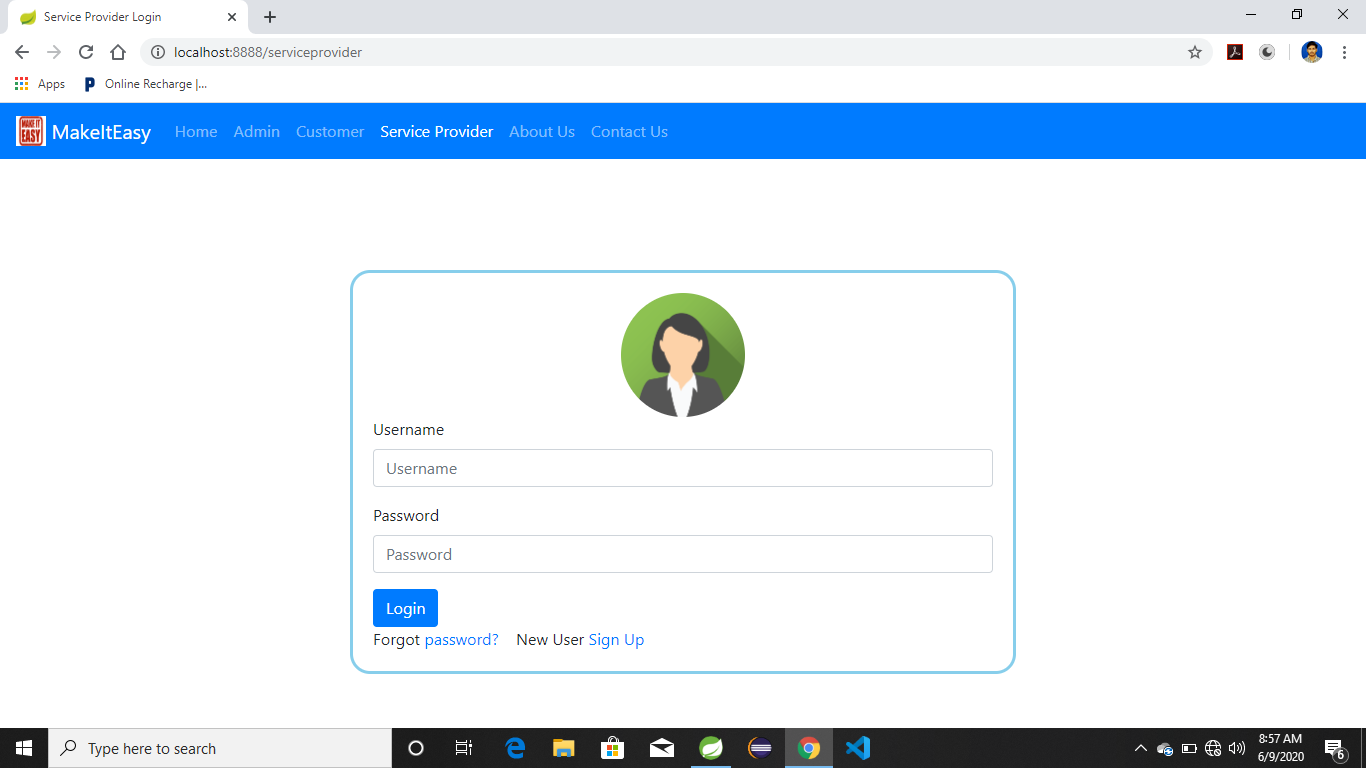 Service Provider Login
localhost:8888/serviceprovider
Apps Online Recharge |...
MAKE IT EASY MakeItEasy Home Admin Customer Service Provider About Us Contact Us
Username
Username
Password
Password
Login
Forgot password? New User Sign Up
Type here to search
8:57 AM
6/9/2020
6